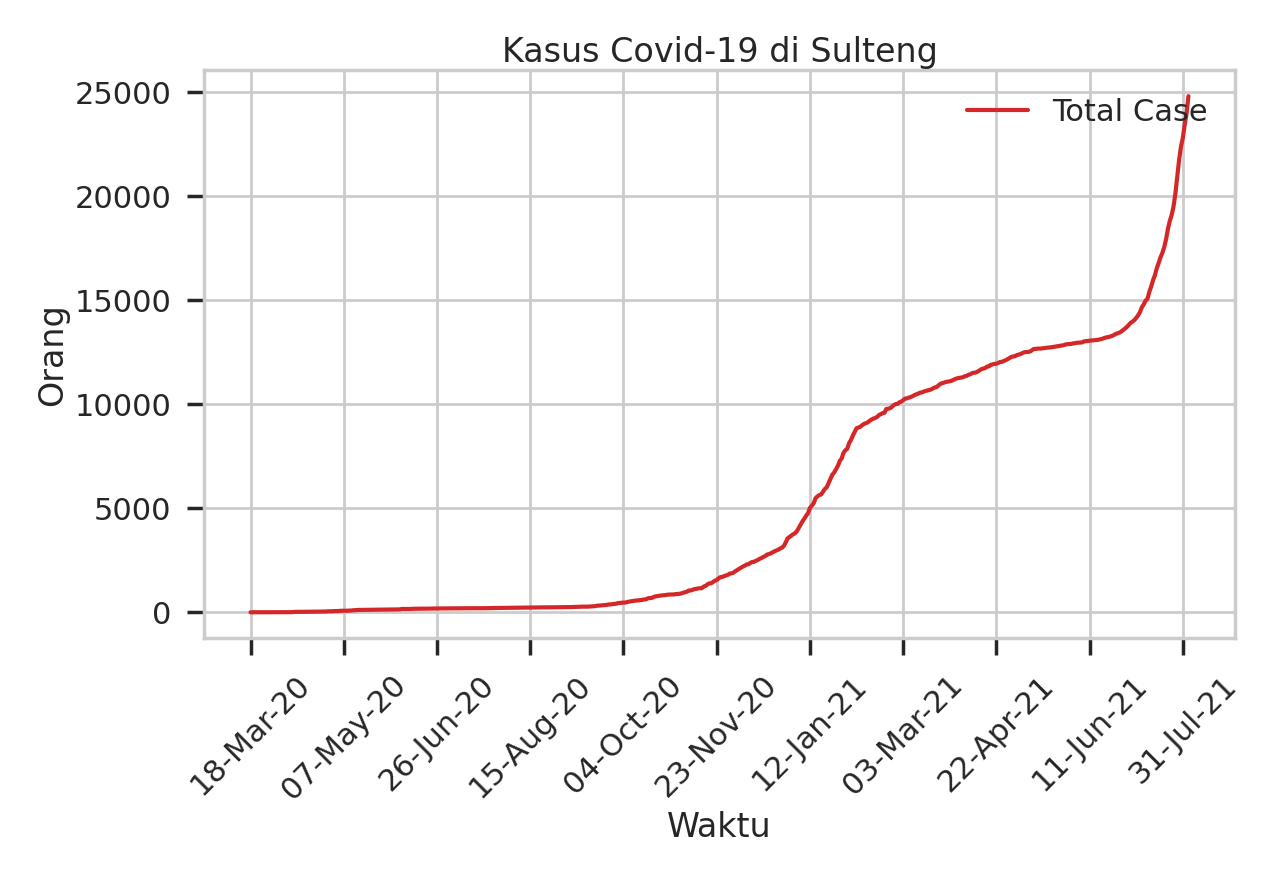 Kasus Covid-19 di Sulteng
Total Case
25000
20000
15000
10000
5000
0
Orang
18-Mar-20
07-May-20
26-Jun-20
15-Aug-20
04-Oct-20
23-Nov-20
12-Jan-21
03-Mar-21
22-Apr-21
11-Jun-21
31-Jul-21
Waktu